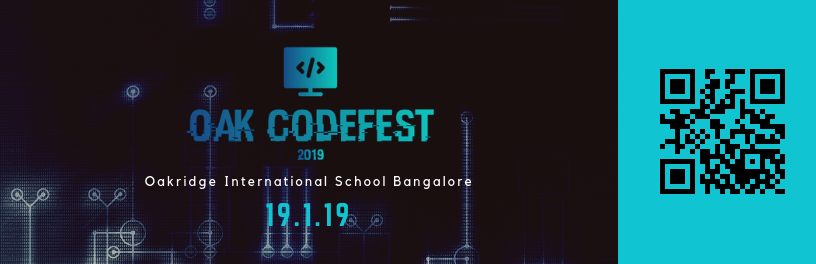 </>
OAK CODEFEST
2019
Oakridge International School Bangalore
19.1.19